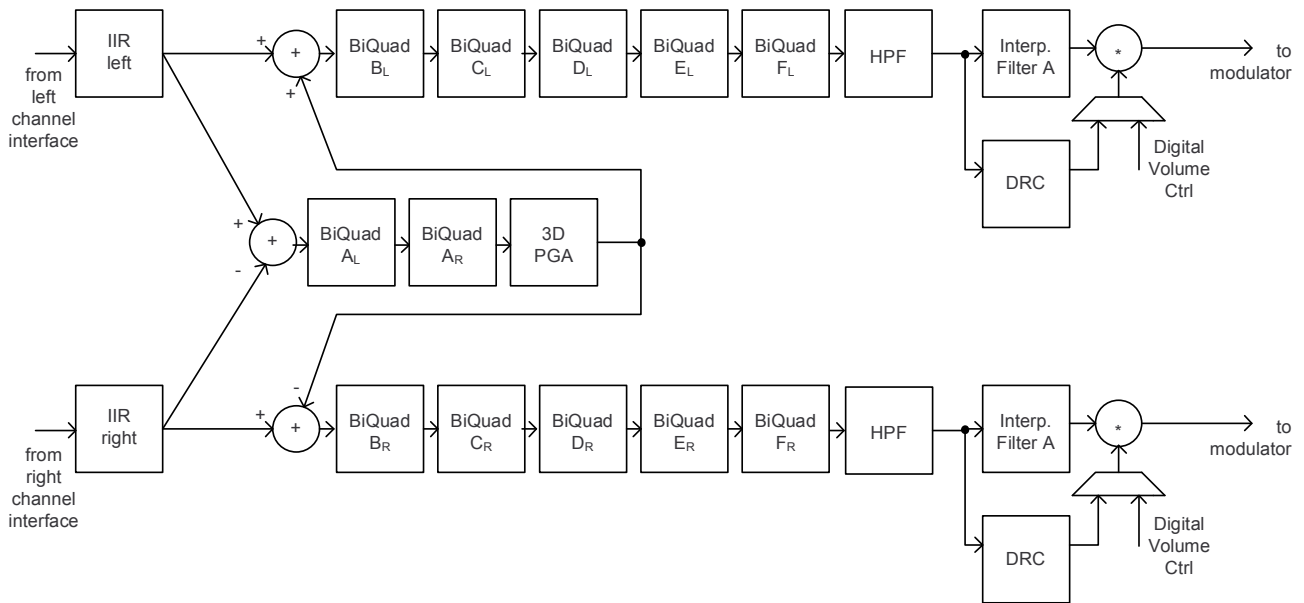 IIR
left
from
left
channel
interface
+
+
+
BiQuad
BL
BiQuad
CL
BiQuad
DL
BiQuad
EL
BiQuad
FL
HPF
Interp.
Filter A
*
to
modulator
DRC
Digital
Volume
Ctrl
+
-
+
BiQuad
AL
BiQuad
AR
3D
PGA
IIR
right
from
right
channel
interface
+
-
+
BiQuad
BR
BiQuad
CR
BiQuad
DR
BiQuad
ER
BiQuad
FR
HPF
Interp.
Filter A
*
to
modulator
DRC
Digital
Volume
Ctrl